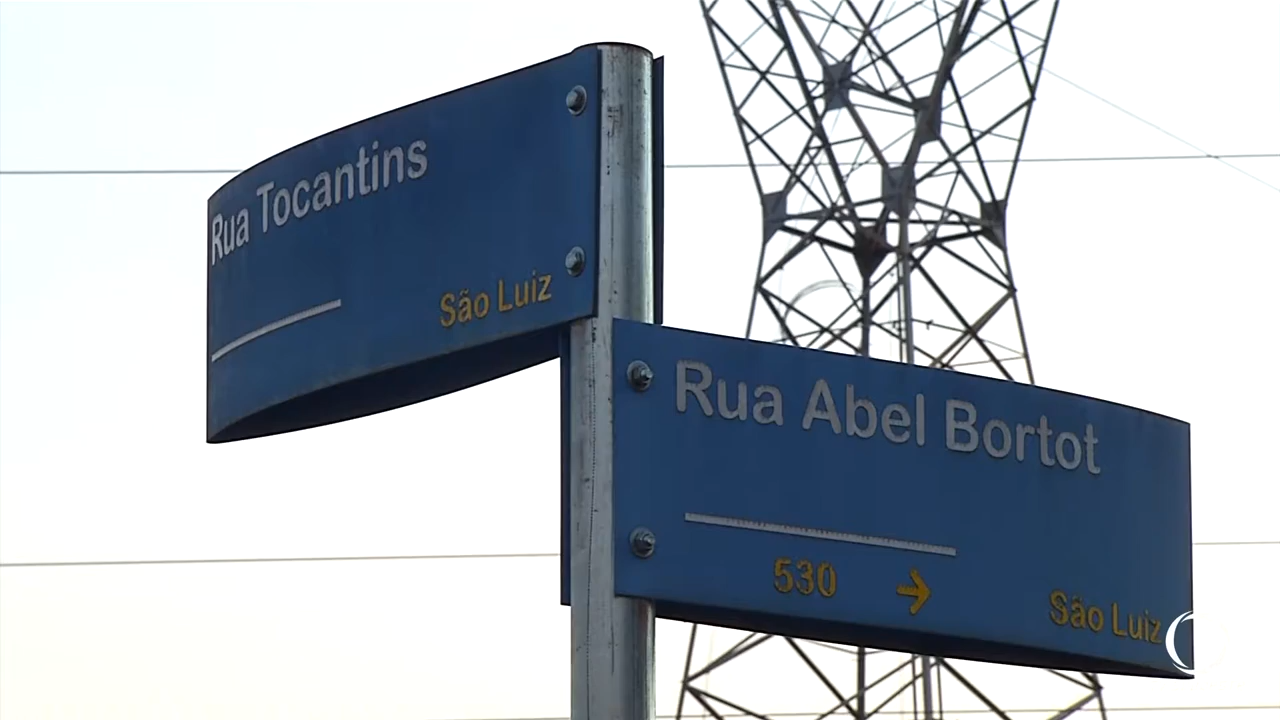 Rua Tocantins
São Luiz
Rua Abel Bortot
530 →
São Luiz